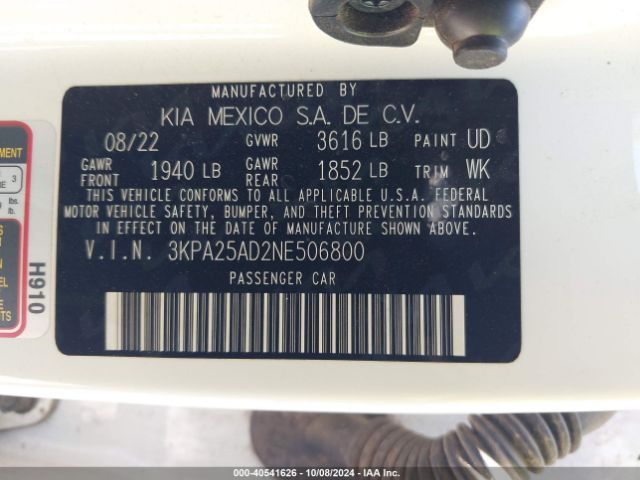 MANUFACTURED BY
KIA MEXICO S.A. DE C.V.
08/22 GVWR 3616 LB PAINT UD
GAWR FRONT 1940 LB GAWR REAR 1852 LB TRIM WK
THIS VEHICLE CONFORMS TO ALL APPLICABLE U.S.A. FEDERAL
MOTOR VEHICLE SAFETY, BUMPER, AND THEFT PREVENTION STANDARDS
IN EFFECT ON THE DATE OF MANUFACTURE SHOWN ABOVE.
V.I.N. 3KPA25AD2NE506800
PASSENGER CAR
3
lbs.
lb.
H910
000-40541626 - 10/08/2024 - IAA Inc.